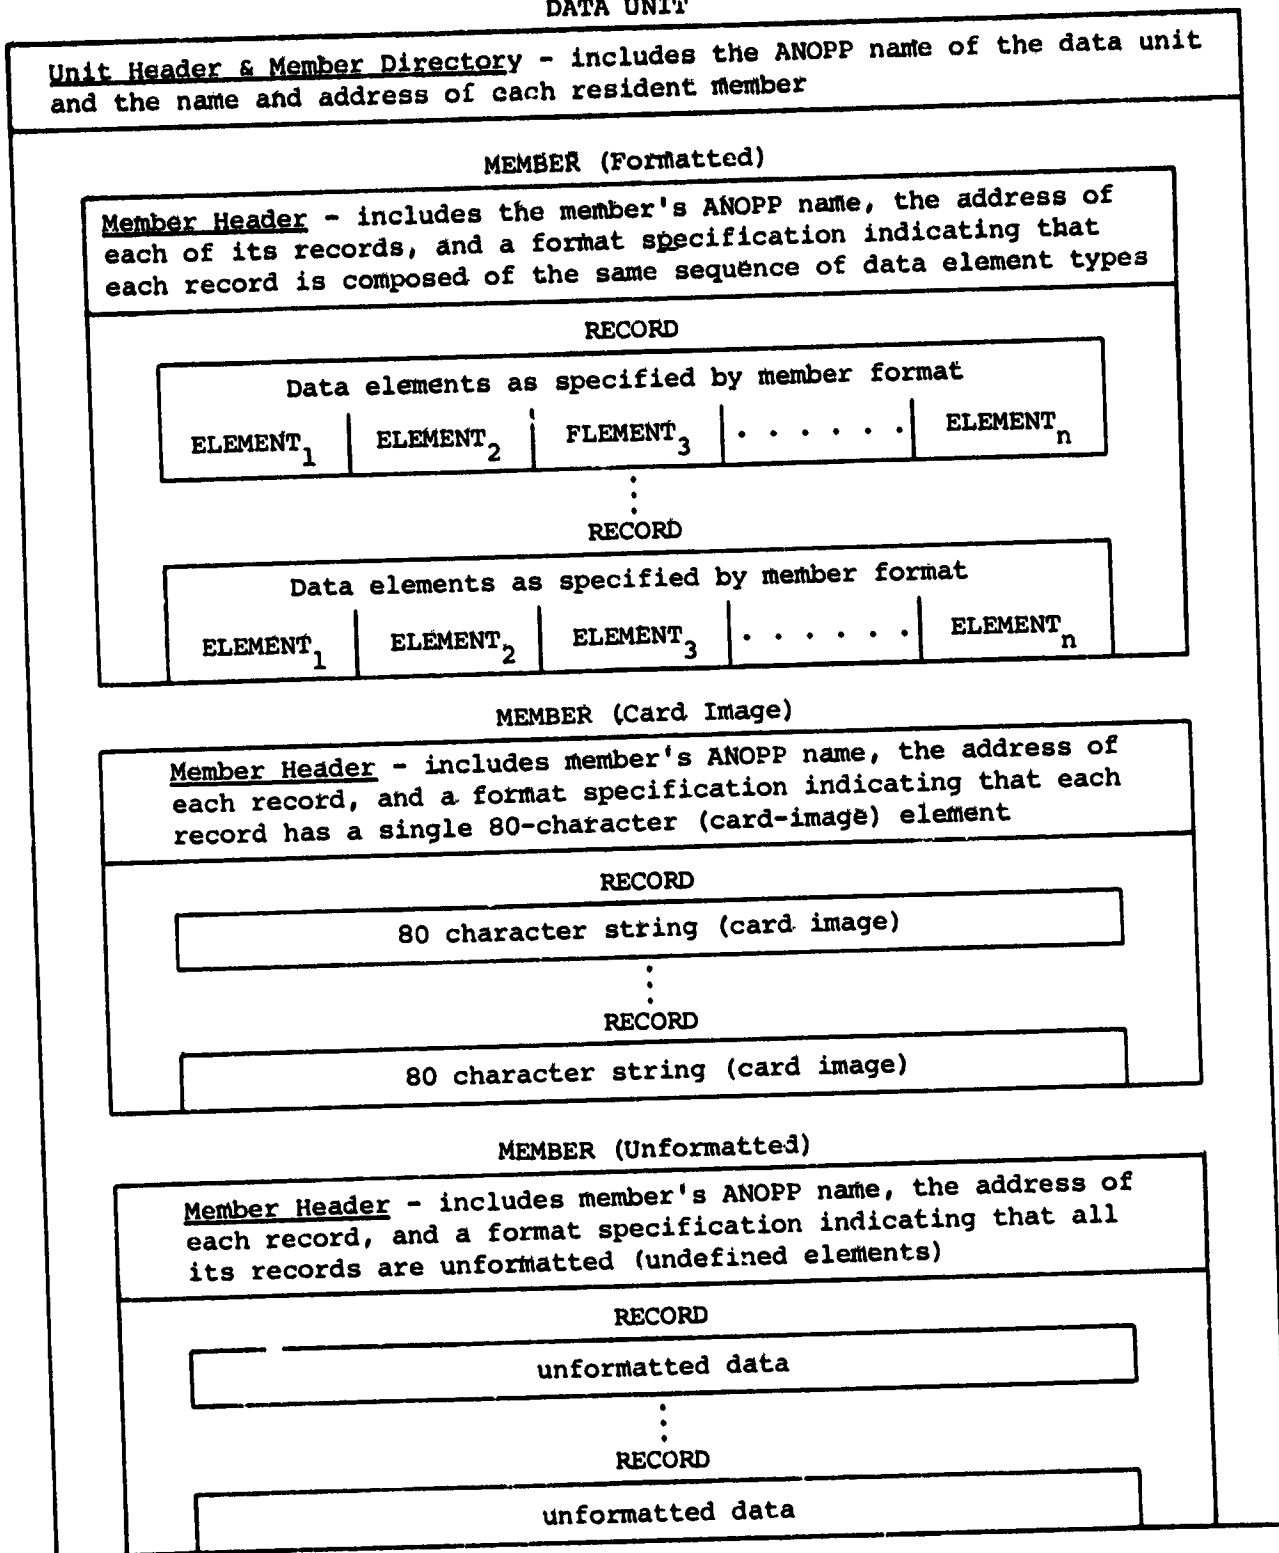 DATA UNIT
Unit Header & Member Directory - includes the ANOPP name of the data unit
and the name and address of each resident member
MEMBER (Formatted)
Member Header - includes the member's ANOPP name, the address of
each of its records, and a format specification indicating that
each record is composed of the same sequence of data element types
RECORD
Data elements as specified by member format
ELEMENT1 ELEMENT2 FLEMENT3 . . . . . . ELEMENTn
RECORD
Data elements as specified by member format
ELEMENT1 ELEMENT2 ELEMENT3 . . . . . . ELEMENTn
MEMBER (Card Image)
Member Header - includes member's ANOPP name, the address of
each record, and a format specification indicating that each
record has a single 80-character (card-image) element
RECORD
80 character string (card image)
RECORD
80 character string (card image)
MEMBER (Unformatted)
Member Header - includes member's ANOPP name, the address of
each record, and a format specification indicating that all
its records are unformatted (undefined elements)
RECORD
unformatted data
RECORD
unformatted data